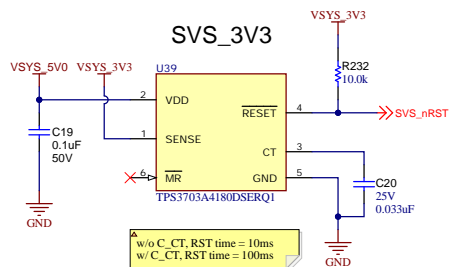 SVS_3V3
VSYS_3V3
VSYS_5V0
VSYS_3V3
U39
R232
10.0k
2
VDD
RESET
4
SVS_nRST
1
SENSE
C19
0.1uF
50V
CT
3
6
MR
GND
5
C20
25V
0.033uF
TPS3703A4180DSERQ1
GND
GND
w/o C_CT, RST time = 10ms
w/ C_CT, RST time = 100ms